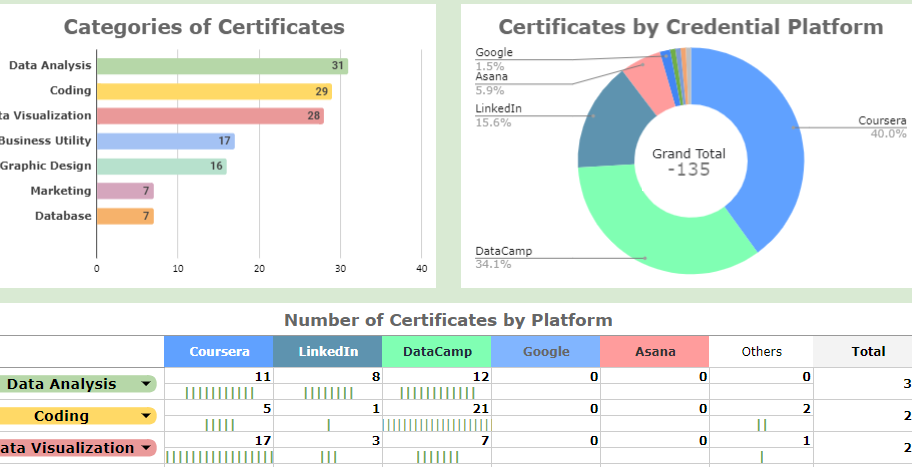 Categories of Certificates
Data Analysis 31
Coding 29
ta Visualization 28
Business Utility 17
Graphic Design 16
Marketing 7
Database 7
0 10 20 30 40
Certificates by Credential Platform
Google
1.5%
Asana
5.9%
LinkedIn
15.6%
Coursera
40.0%
Grand Total
-135
DataCamp
34.1%
Number of Certificates by Platform
Coursera LinkedIn DataCamp Google Asana Others Total
Data Analysis 11 8 12 0 0 0 3
Coding 5 1 21 0 0 2 2
ata Visualization 17 3 7 0 0 1 2